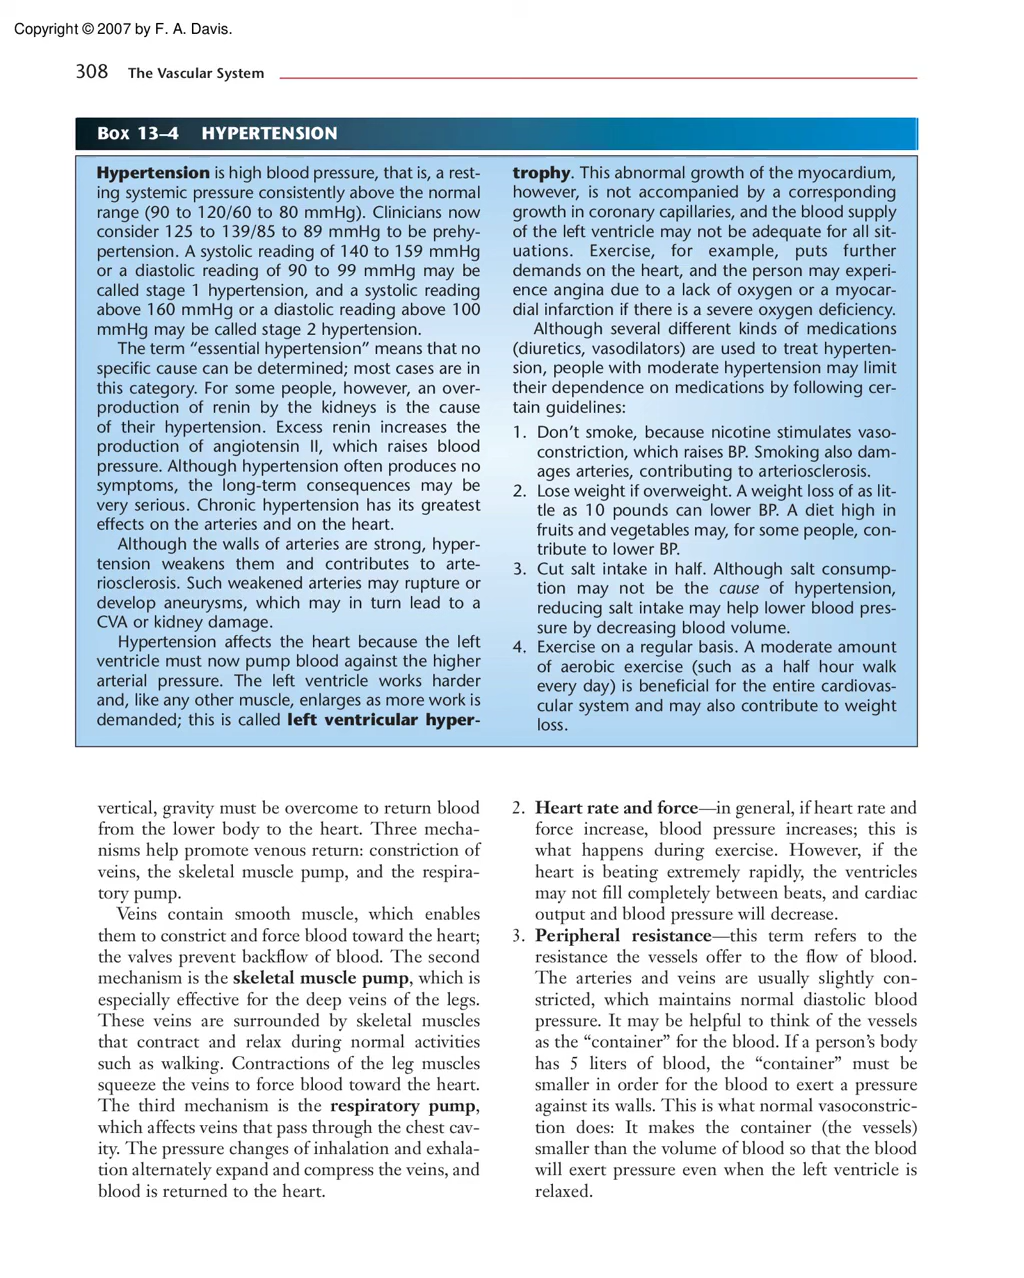 Copyright © 2007 by F. A. Davis.
308 The Vascular System
Box 13–4 HYPERTENSION
Hypertension is high blood pressure, that is, a rest-
ing systemic pressure consistently above the normal
range (90 to 120/60 to 80 mmHg). Clinicians now
consider 125 to 139/85 to 89 mmHg to be prehy-
pertension. A systolic reading of 140 to 159 mmHg
or a diastolic reading of 90 to 99 mmHg may be
called stage 1 hypertension, and a systolic reading
above 160 mmHg or a diastolic reading above 100
mmHg may be called stage 2 hypertension.
The term “essential hypertension” means that no
specific cause can be determined; most cases are in
this category. For some people, however, an over-
production of renin by the kidneys is the cause
of their hypertension. Excess renin increases the
production of angiotensin II, which raises blood
pressure. Although hypertension often produces no
symptoms, the long-term consequences may be
very serious. Chronic hypertension has its greatest
effects on the arteries and on the heart.
Although the walls of arteries are strong, hyper-
tension weakens them and contributes to arte-
riosclerosis. Such weakened arteries may rupture or
develop aneurysms, which may in turn lead to a
CVA or kidney damage.
Hypertension affects the heart because the left
ventricle must now pump blood against the higher
arterial pressure. The left ventricle works harder
and, like any other muscle, enlarges as more work is
demanded; this is called left ventricular hyper-
trophy. This abnormal growth of the myocardium,
however, is not accompanied by a corresponding
growth in coronary capillaries, and the blood supply
of the left ventricle may not be adequate for all sit-
uations. Exercise, for example, puts further
demands on the heart, and the person may experi-
ence angina due to a lack of oxygen or a myocar-
dial infarction if there is a severe oxygen deficiency.
Although several different kinds of medications
(diuretics, vasodilators) are used to treat hyperten-
sion, people with moderate hypertension may limit
their dependence on medications by following cer-
tain guidelines:
1. Don’t smoke, because nicotine stimulates vaso-
constriction, which raises BP. Smoking also dam-
ages arteries, contributing to arteriosclerosis.
2. Lose weight if overweight. A weight loss of as lit-
tle as 10 pounds can lower BP. A diet high in
fruits and vegetables may, for some people, con-
tribute to lower BP.
3. Cut salt intake in half. Although salt consump-
tion may not be the cause of hypertension,
reducing salt intake may help lower blood pres-
sure by decreasing blood volume.
4. Exercise on a regular basis. A moderate amount
of aerobic exercise (such as a half hour walk
every day) is beneficial for the entire cardiovas-
cular system and may also contribute to weight
loss.
vertical, gravity must be overcome to return blood
from the lower body to the heart. Three mecha-
nisms help promote venous return: constriction of
veins, the skeletal muscle pump, and the respira-
tory pump.
Veins contain smooth muscle, which enables
them to constrict and force blood toward the heart;
the valves prevent backflow of blood. The second
mechanism is the skeletal muscle pump, which is
especially effective for the deep veins of the legs.
These veins are surrounded by skeletal muscles
that contract and relax during normal activities
such as walking. Contractions of the leg muscles
squeeze the veins to force blood toward the heart.
The third mechanism is the respiratory pump,
which affects veins that pass through the chest cav-
ity. The pressure changes of inhalation and exhala-
tion alternately expand and compress the veins, and
blood is returned to the heart.
2. Heart rate and force—in general, if heart rate and
force increase, blood pressure increases; this is
what happens during exercise. However, if the
heart is beating extremely rapidly, the ventricles
may not fill completely between beats, and cardiac
output and blood pressure will decrease.
3. Peripheral resistance—this term refers to the
resistance the vessels offer to the flow of blood.
The arteries and veins are usually slightly con-
stricted, which maintains normal diastolic blood
pressure. It may be helpful to think of the vessels
as the “container” for the blood. If a person’s body
has 5 liters of blood, the “container” must be
smaller in order for the blood to exert a pressure
against its walls. This is what normal vasoconstric-
tion does: It makes the container (the vessels)
smaller than the volume of blood so that the blood
will exert pressure even when the left ventricle is
relaxed.